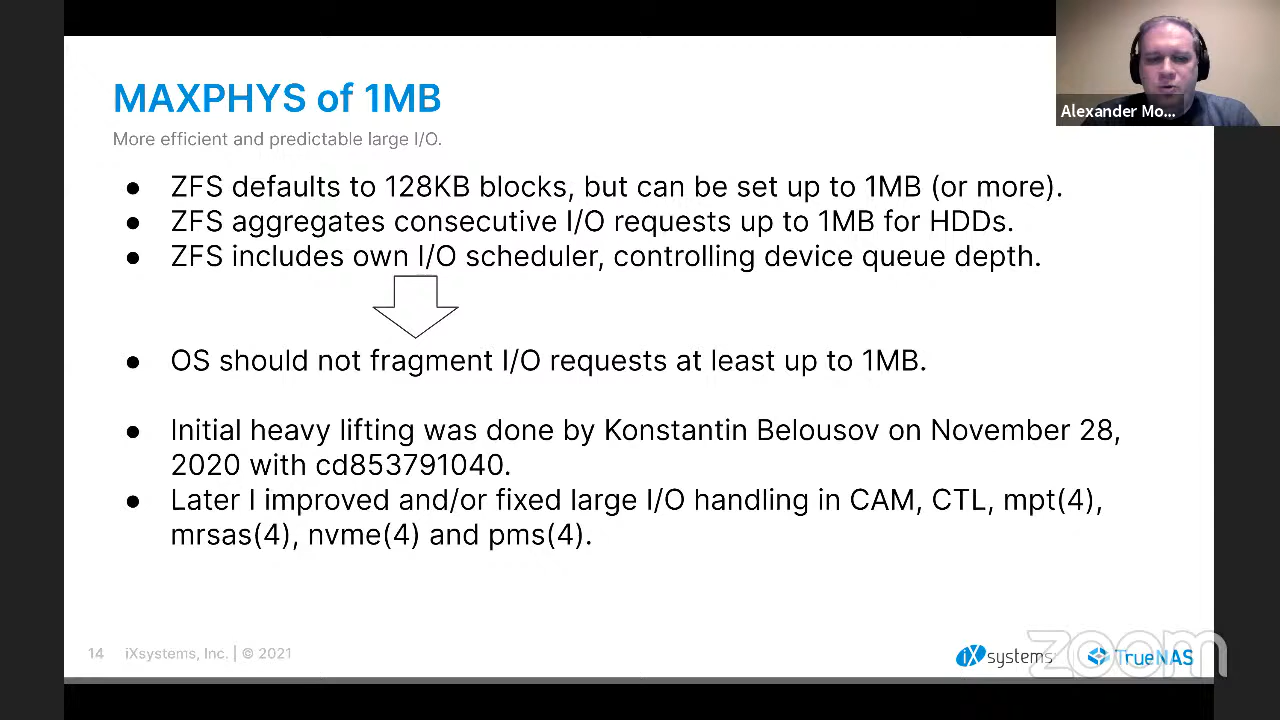 MAXPHYS of 1MB
More efficient and predictable large I/O.
Alexander Mo...
● ZFS defaults to 128KB blocks, but can be set up to 1MB (or more).
● ZFS aggregates consecutive I/O requests up to 1MB for HDDs.
● ZFS includes own I/O scheduler, controlling device queue depth.
● OS should not fragment I/O requests at least up to 1MB.
● Initial heavy lifting was done by Konstantin Belousov on November 28,
2020 with cd853791040.
● Later I improved and/or fixed large I/O handling in CAM, CTL, mpt(4),
mrsas(4), nvme(4) and pms(4).
14 iXsystems, Inc. | © 2021
iXsystems TrueNAS
zoom